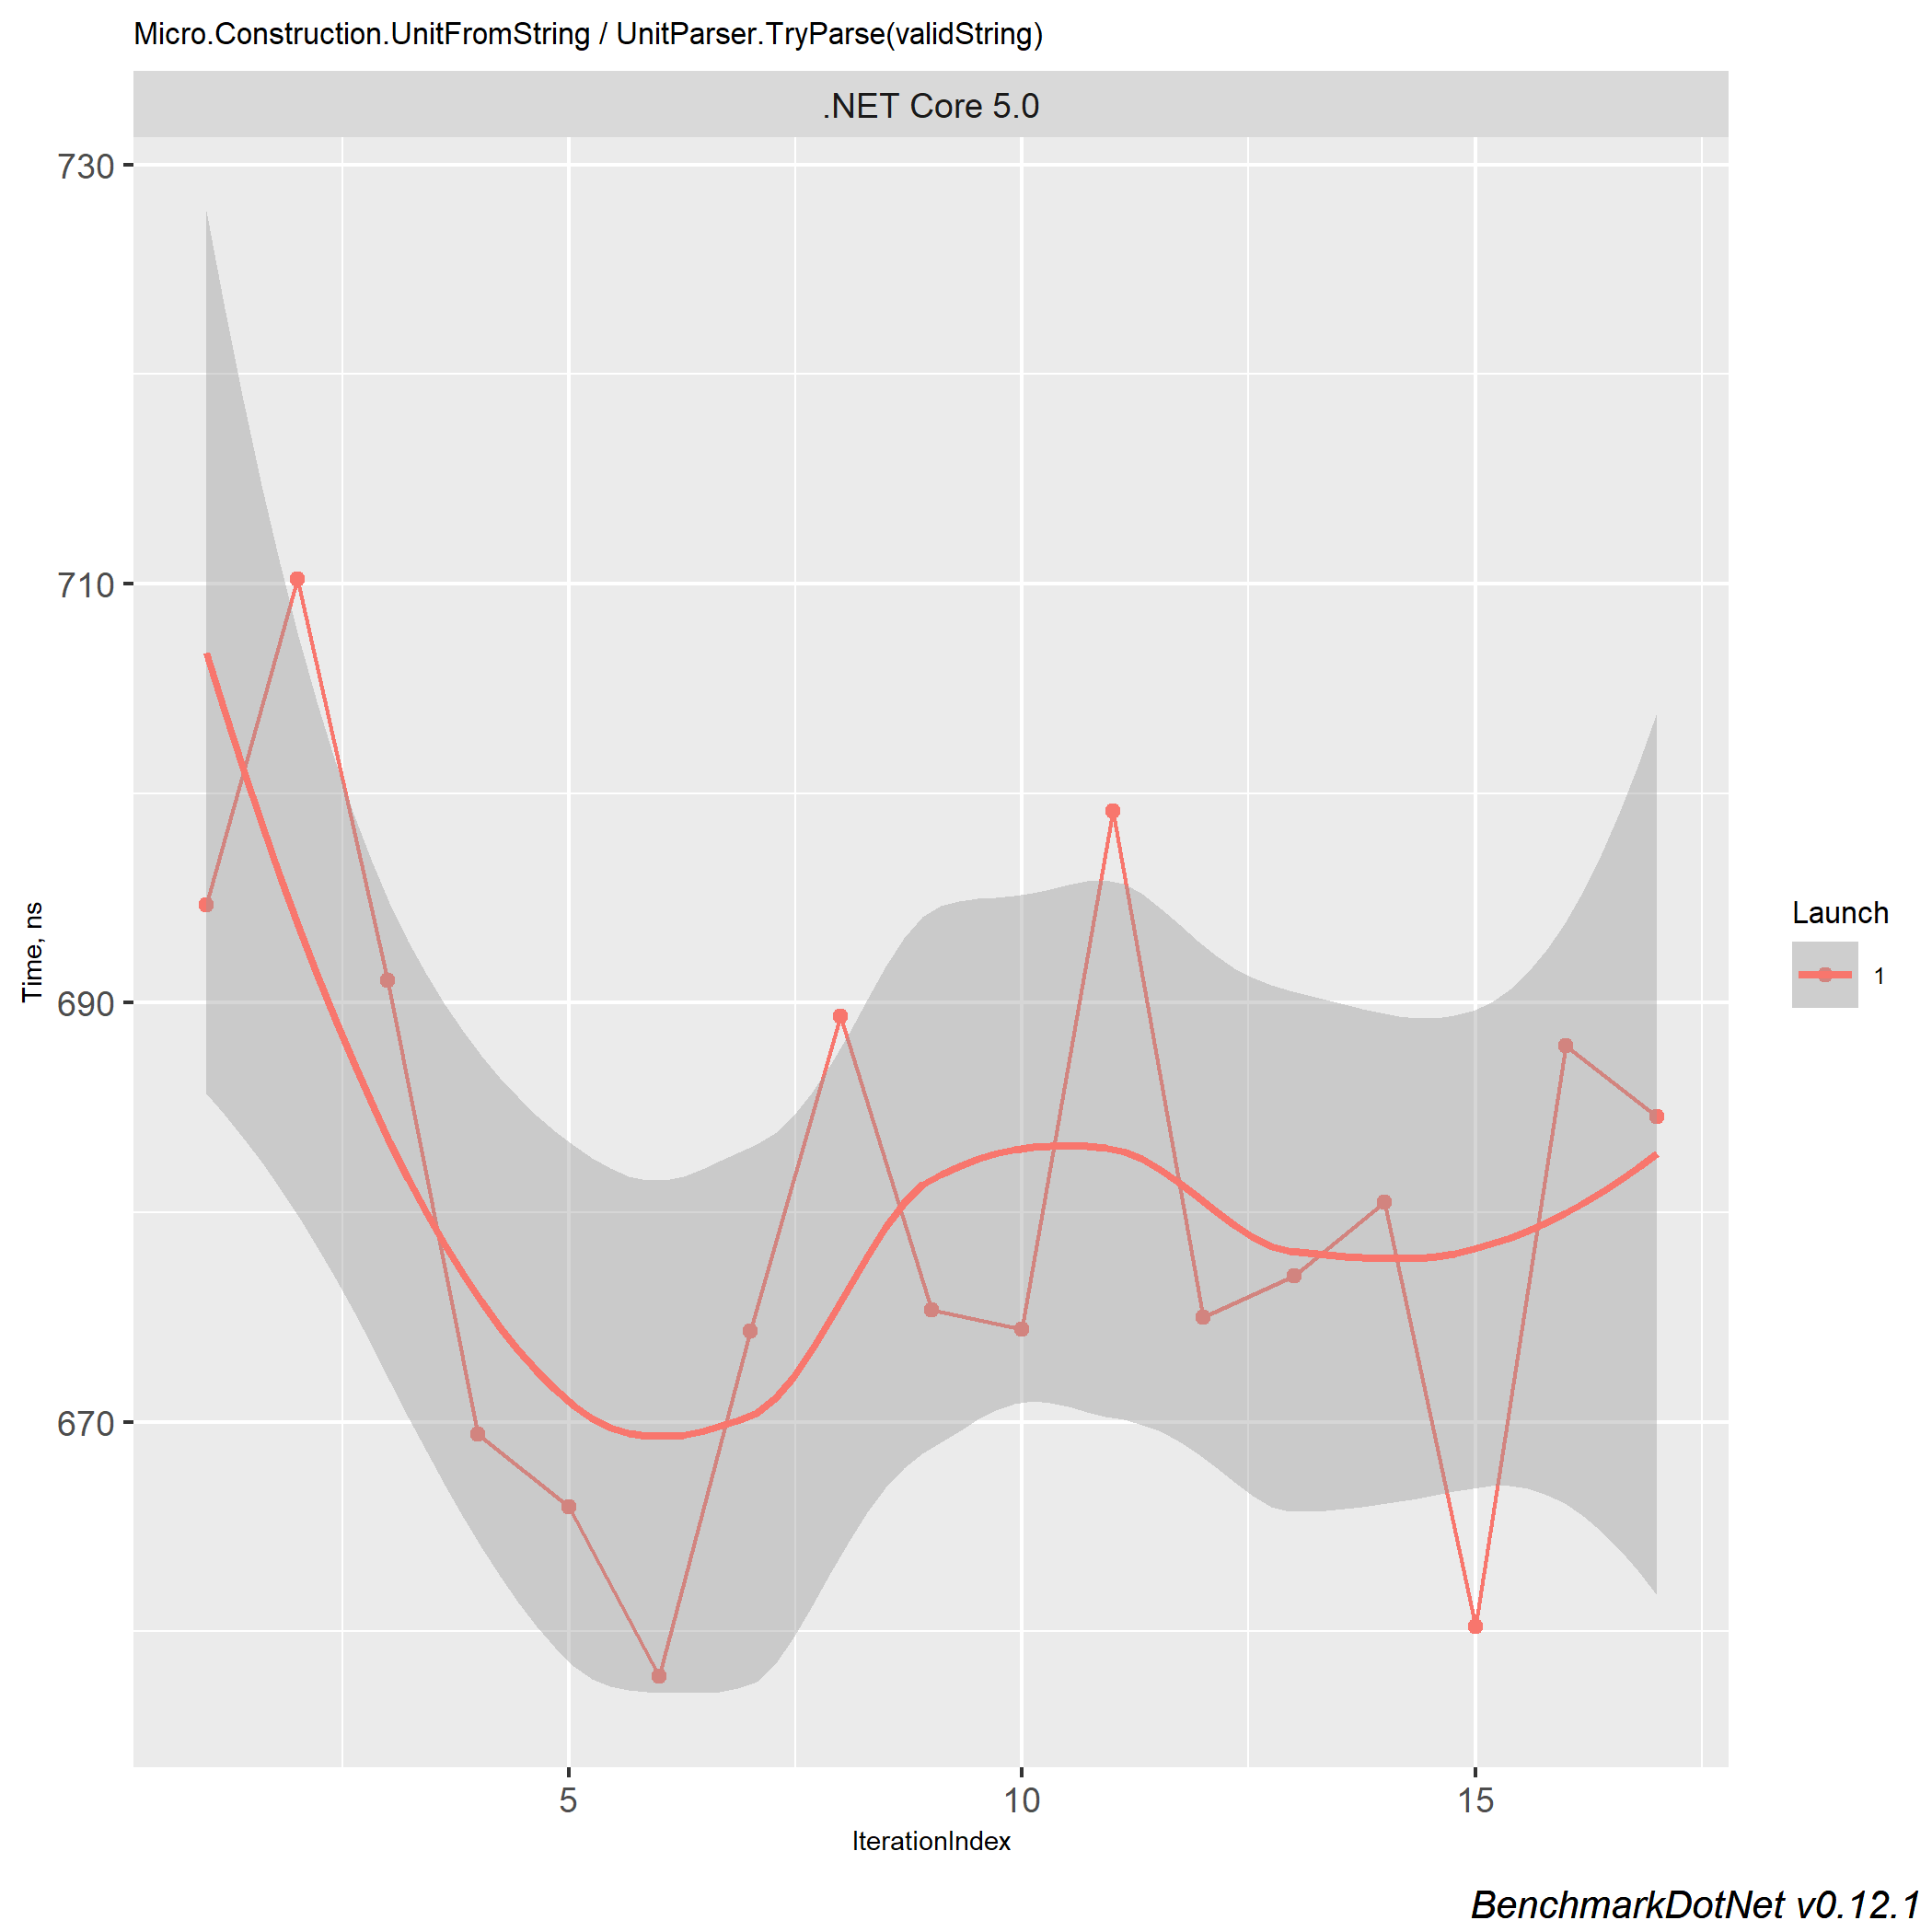 Micro.Construction.UnitFromString / UnitParser.TryParse(validString)
.NET Core 5.0
730
710
690
670
Time, ns
5
10
15
IterationIndex
Launch
1
BenchmarkDotNet v0.12.1